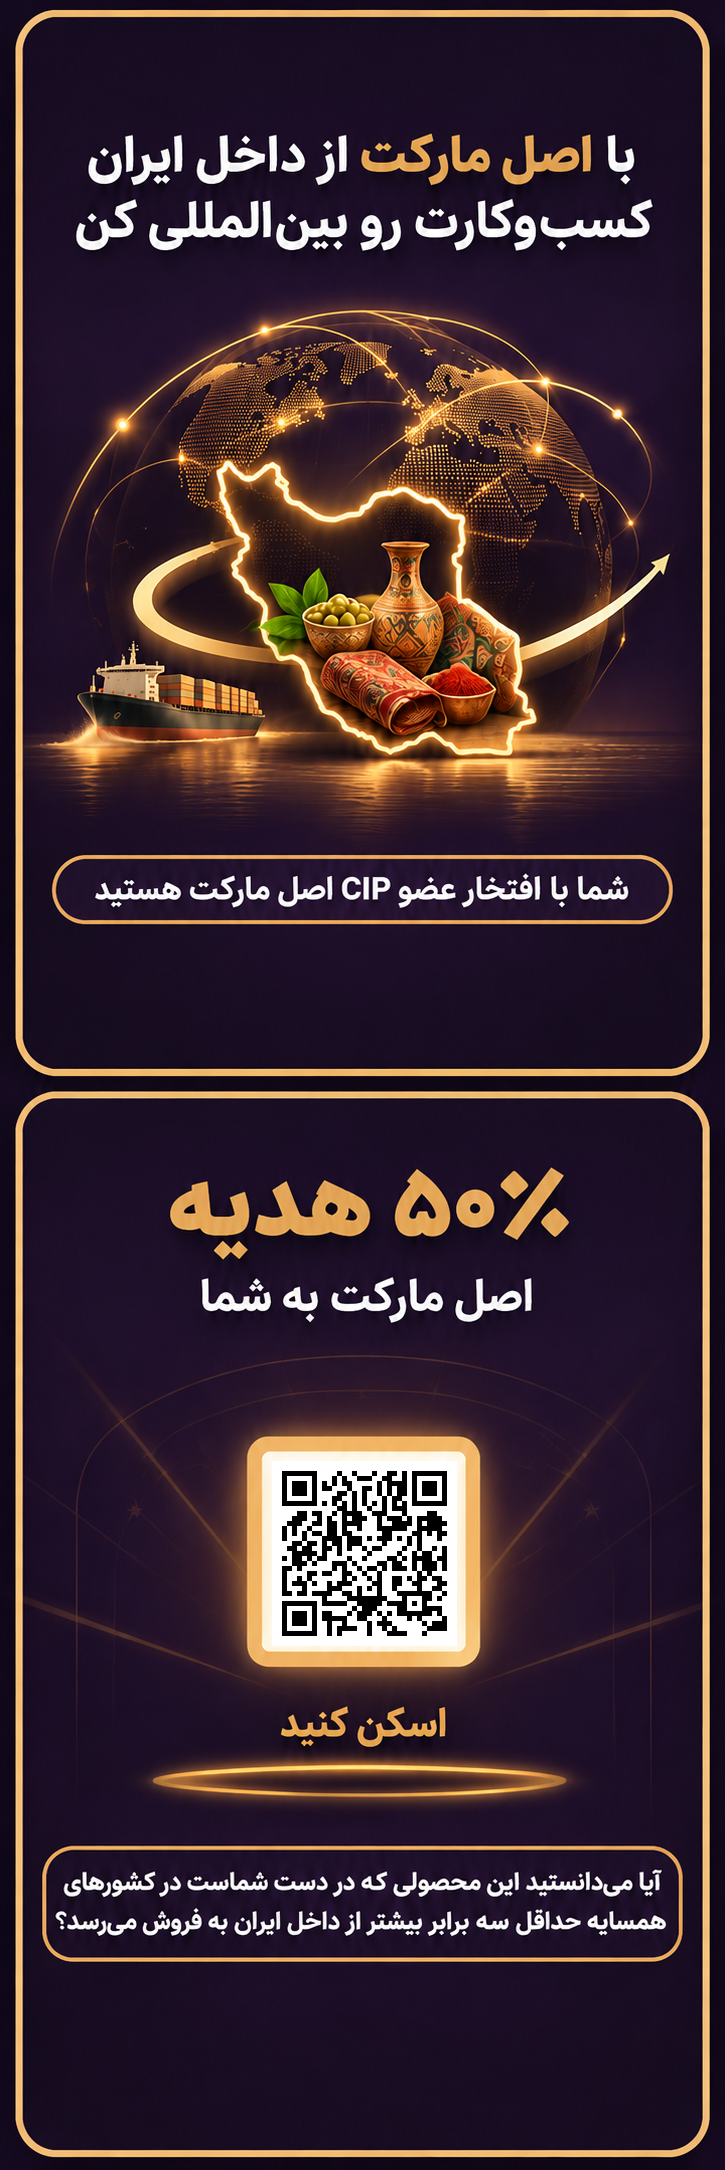 با اصل مارکت از داخل ایران
کسب‌وکارت رو بین‌المللی کن
شما با افتخار عضو CIP اصل مارکت هستید
۵۰٪ هدیه
اصل مارکت به شما
اسکن کنید
آیا می‌دانستید این محصولی که در دست شماست در کشورهای
همسایه حداقل سه برابر بیشتر از داخل ایران به فروش می‌رسد؟